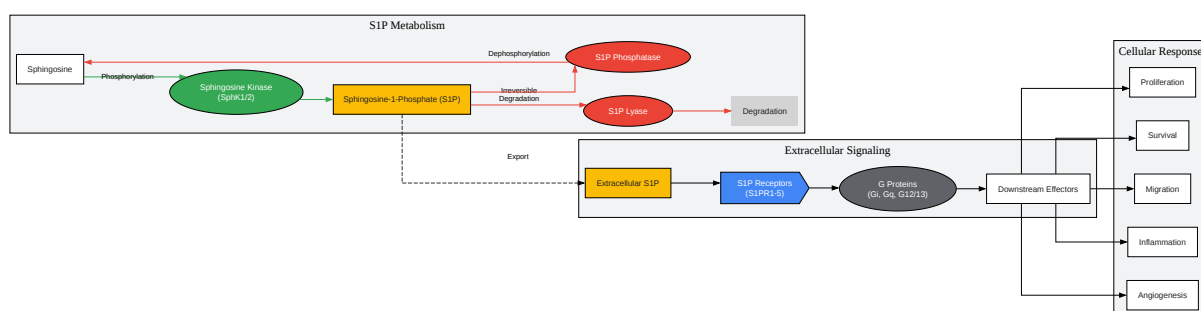 S1P Metabolism
Sphingosine
Phosphorylation
Sphingosine Kinase
(SphK1/2)
Sphingosine-1-Phosphate (S1P)
Dephosphorylation
S1P Phosphatase
Irreversible
Degradation
S1P Lyase
Degradation
Export
Extracellular Signaling
Extracellular S1P
S1P Receptors
(S1PR1-5)
G Proteins
(Gi, Gq, G12/13)
Downstream Effectors
Cellular Response
Proliferation
Survival
Migration
Inflammation
Angiogenesis